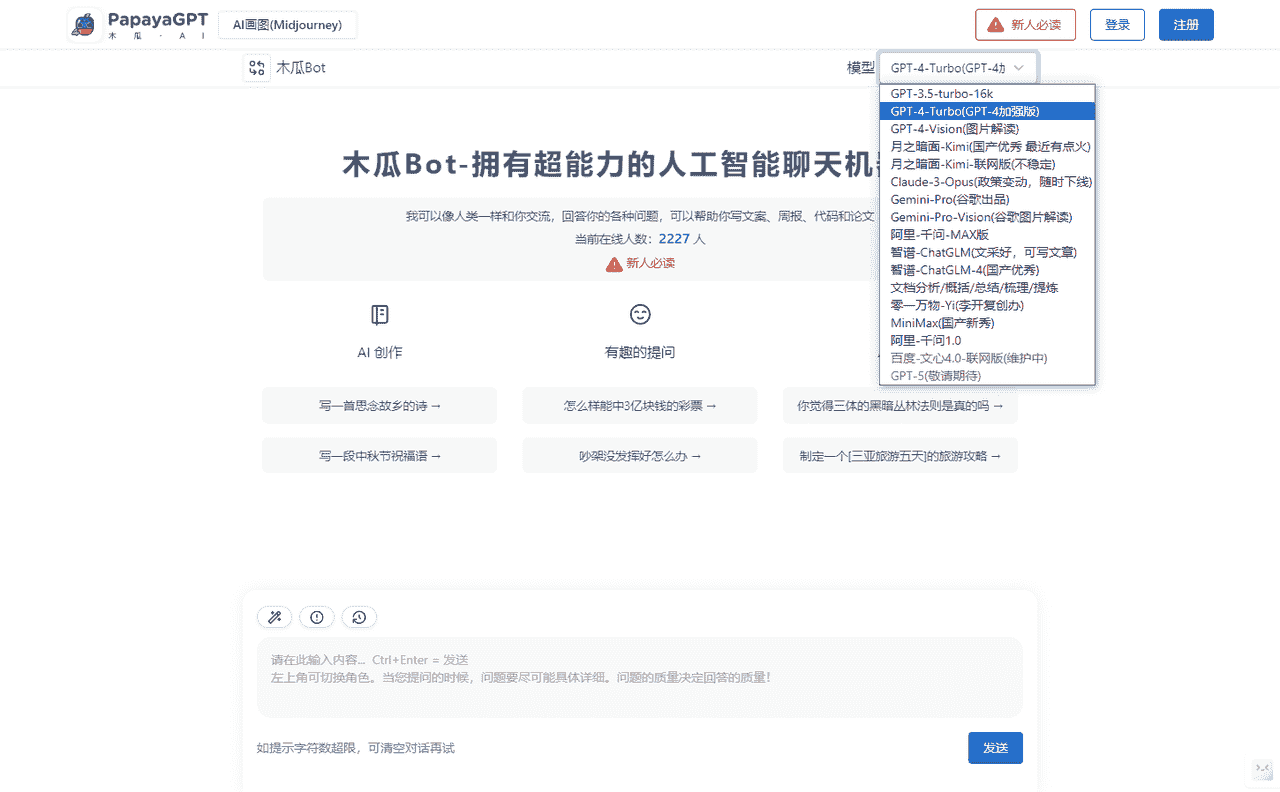 PapayaGPT
木 瓜 · A I
AI画图(Midjourney)
新人必读
登录
注册
木瓜Bot
模型
GPT-4-Turbo(GPT-4加
GPT-3.5-turbo-16k
GPT-4-Turbo(GPT-4加强版)
GPT-4-Vision(图片解读)
月之暗面-Kimi(国产优秀 最近有点火)
月之暗面-Kimi-联网版(不稳定)
Claude-3-Opus(政策变动，随时下线)
Gemini-Pro(谷歌出品)
Gemini-Pro-Vision(谷歌图片解读)
阿里-千问-MAX版
智谱-ChatGLM(文采好，可写文章)
智谱-ChatGLM-4(国产优秀)
文档分析/概括/总结/梳理/提炼
零一万物-Yi(李开复创办)
MiniMax(国产新秀)
阿里-千问1.0
百度-文心4.0-联网版(维护中)
GPT-5(敬请期待)
木瓜Bot-拥有超能力的人工智能聊天机
我可以像人类一样和你交流，回答你的各种问题，可以帮助你写文案、周报、代码和论文
当前在线人数：2227 人
新人必读
AI 创作
有趣的提问
写一首思念故乡的诗→
怎么样能中3亿块钱的彩票→
你觉得三体的黑暗丛林法则是真的吗→
写一段中秋节祝福语→
吵架没发挥好怎么办→
制定一个[三亚旅游五天]的旅游攻略→
请在此输入内容... Ctrl+Enter = 发送
左上角可切换角色。当您提问的时候，问题要尽可能具体详细。问题的质量决定回答的质量！
如提示字符数超限，可清空对话再试
发送